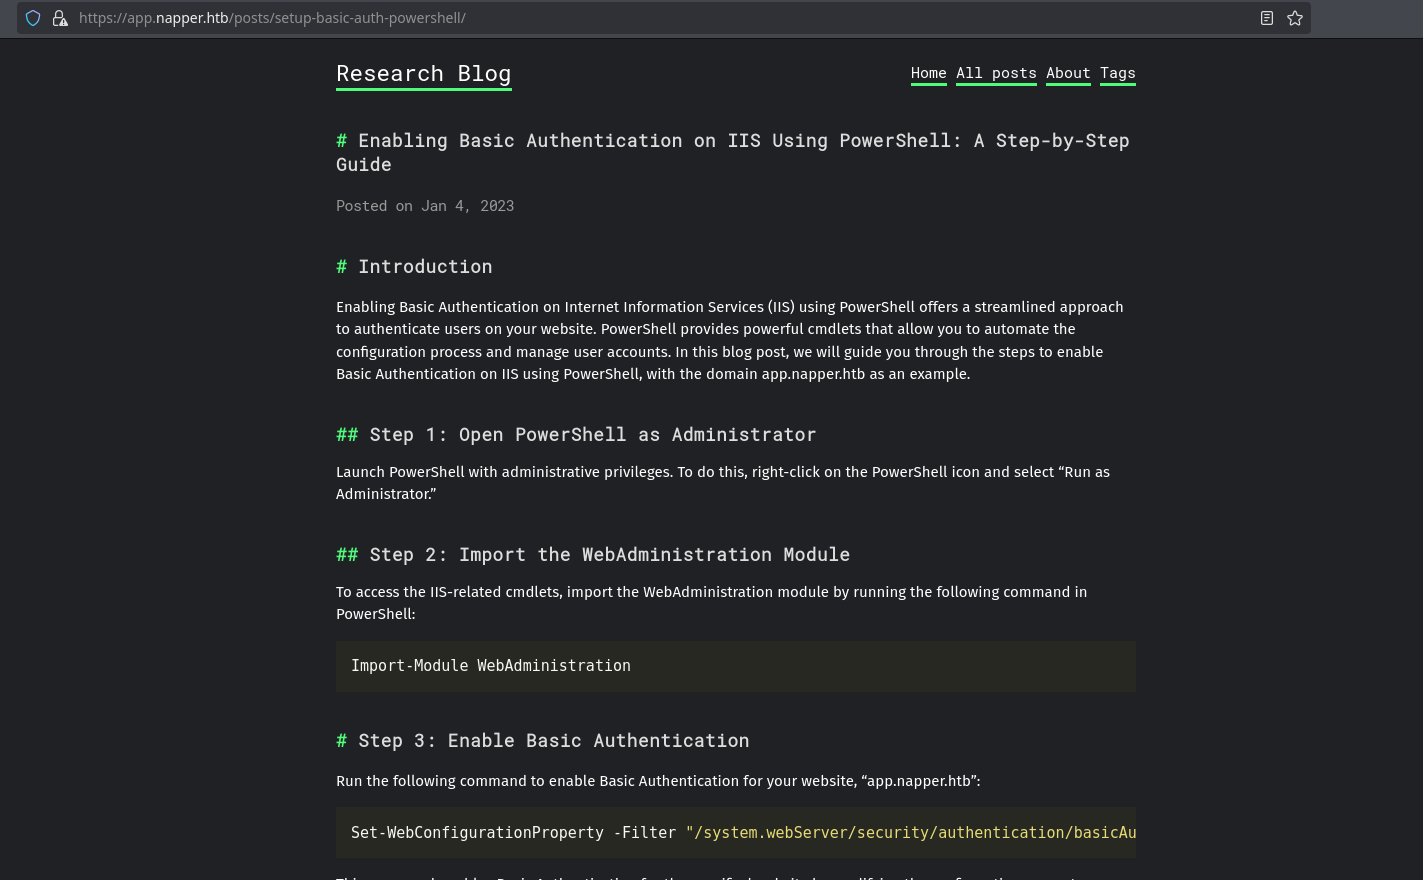 https://app.napper.htb/posts/setup-basic-auth-powershell/
Research Blog
Home All posts About Tags
# Enabling Basic Authentication on IIS Using PowerShell: A Step-by-Step
Guide
Posted on Jan 4, 2023
# Introduction
Enabling Basic Authentication on Internet Information Services (IIS) using PowerShell offers a streamlined approach
to authenticate users on your website. PowerShell provides powerful cmdlets that allow you to automate the
configuration process and manage user accounts. In this blog post, we will guide you through the steps to enable
Basic Authentication on IIS using PowerShell, with the domain app.napper.htb as an example.
## Step 1: Open PowerShell as Administrator
Launch PowerShell with administrative privileges. To do this, right-click on the PowerShell icon and select “Run as
Administrator.”
## Step 2: Import the WebAdministration Module
To access the IIS-related cmdlets, import the WebAdministration module by running the following command in
PowerShell:
Import-Module WebAdministration
# Step 3: Enable Basic Authentication
Run the following command to enable Basic Authentication for your website, “app.napper.htb”:
Set-WebConfigurationProperty -Filter "/system.webServer/security/authentication/basicAu